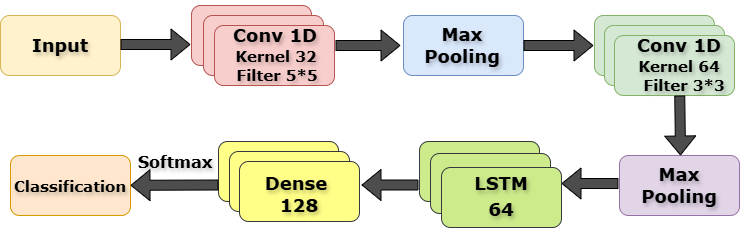 Input
Conv 1D
Kernel 32
Filter 5*5
Max
Pooling
Conv 1D
Kernel 64
Filter 3*3
Max
Pooling
LSTM
64
Dense
128
Softmax
Classification